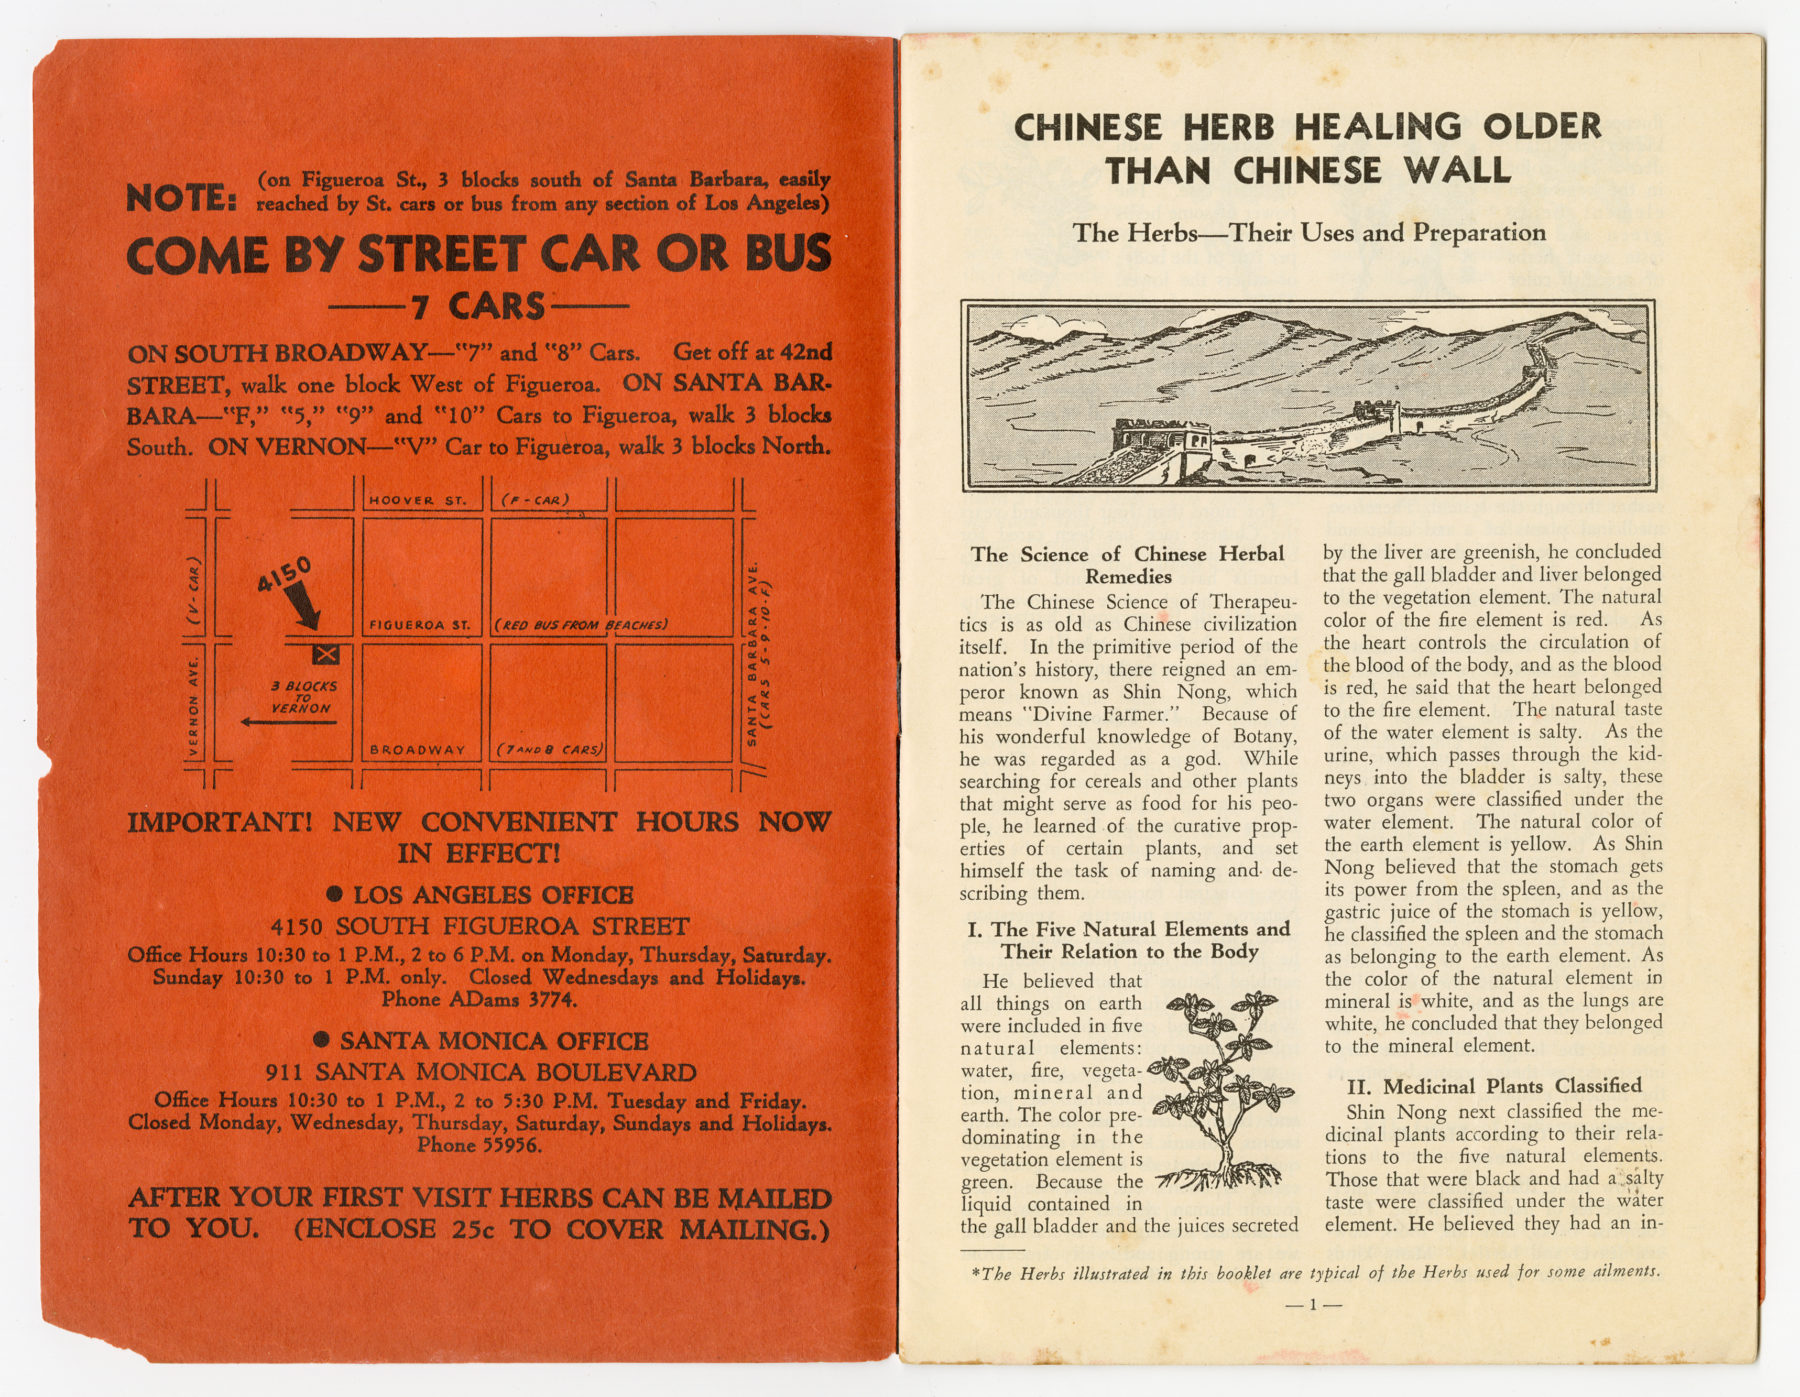 NOTE: (on Figueroa St., 3 blocks south of Santa Barbara, easily
reached by St. cars or bus from any section of Los Angeles)
COME BY STREET CAR OR BUS
7 CARS
ON SOUTH BROADWAY—"7" and "8" Cars. Get off at 42nd
STREET, walk one block West of Figueroa. ON SANTA BAR-
BARA—"F," "5," "9" and "10" Cars to Figueroa, walk 3 blocks
South. ON VERNON—"V" Car to Figueroa, walk 3 blocks North.
HOOVER ST. (F-CAR)
4150
(V-CAR)
VERNON AVE.
FIGUEROA ST. (RED BUS FROM BEACHES)
3 BLOCKS
TO
VERNON
BROADWAY (7 AND 8 CARS)
SANTA BARBARA AVE.
(CARS 5-9-10-F)
IMPORTANT! NEW CONVENIENT HOURS NOW
IN EFFECT!
● LOS ANGELES OFFICE
4150 SOUTH FIGUEROA STREET
Office Hours 10:30 to 1 P.M., 2 to 6 P.M. on Monday, Thursday, Saturday.
Sunday 10:30 to 1 P.M. only. Closed Wednesdays and Holidays.
Phone ADams 3774.
● SANTA MONICA OFFICE
911 SANTA MONICA BOULEVARD
Office Hours 10:30 to 1 P.M., 2 to 5:30 P.M. Tuesday and Friday.
Closed Monday, Wednesday, Thursday, Saturday, Sundays and Holidays.
Phone 55956.
AFTER YOUR FIRST VISIT HERBS CAN BE MAILED
TO YOU. (ENCLOSE 25c TO COVER MAILING.)
CHINESE HERB HEALING OLDER
THAN CHINESE WALL
The Herbs—Their Uses and Preparation
The Science of Chinese Herbal
Remedies
The Chinese Science of Therapeu-
tics is as old as Chinese civilization
itself. In the primitive period of the
nation's history, there reigned an em-
peror known as Shin Nong, which
means "Divine Farmer." Because of
his wonderful knowledge of Botany,
he was regarded as a god. While
searching for cereals and other plants
that might serve as food for his peo-
ple, he learned of the curative prop-
erties of certain plants, and set
himself the task of naming and de-
scribing them.
I. The Five Natural Elements and
Their Relation to the Body
He believed that
all things on earth
were included in five
natural elements:
water, fire, vegeta-
tion, mineral and
earth. The color pre-
dominating in the
vegetation element is
green. Because the
liquid contained in
the gall bladder and the juices secreted
by the liver are greenish, he concluded
that the gall bladder and liver belonged
to the vegetation element. The natural
color of the fire element is red. As
the heart controls the circulation of
the blood of the body, and as the blood
is red, he said that the heart belonged
to the fire element. The natural taste
of the water element is salty. As the
urine, which passes through the kid-
neys into the bladder is salty, these
two organs were classified under the
water element. The natural color of
the earth element is yellow. As Shin
Nong believed that the stomach gets
its power from the spleen, and as the
gastric juice of the stomach is yellow,
he classified the spleen and the stomach
as belonging to the earth element. As
the color of the natural element in
mineral is white, and as the lungs are
white, he concluded that they belonged
to the mineral element.
II. Medicinal Plants Classified
Shin Nong next classified the me-
dicinal plants according to their rela-
tions to the five natural elements.
Those that were black and had a salty
taste were classified under the water
element. He believed they had an in-
*The Herbs illustrated in this booklet are typical of the Herbs used for some ailments.
— 1 —